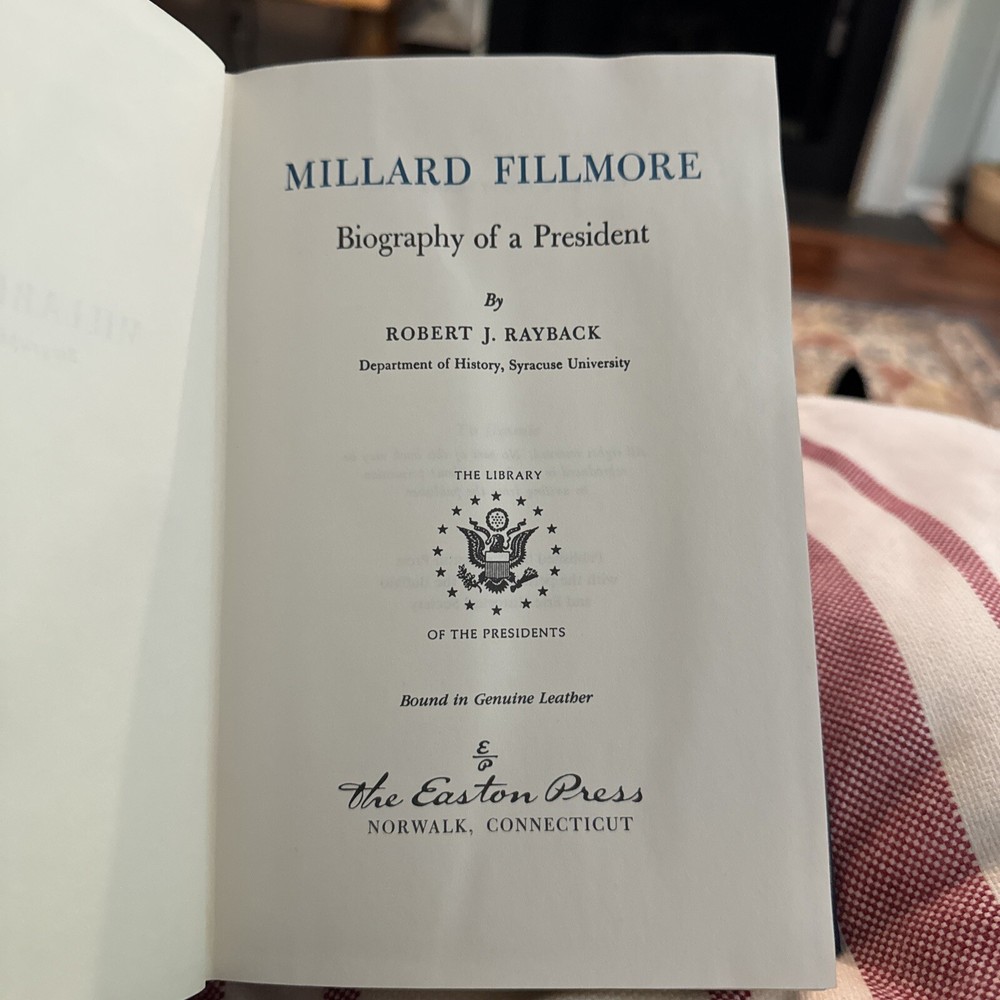 MILLARD FILLMORE
Biography of a President
By
ROBERT J. RAYBACK
Department of History, Syracuse University
THE LIBRARY
OF THE PRESIDENTS
Bound in Genuine Leather
E
P
The Easton Press
NORWALK, CONNECTICUT